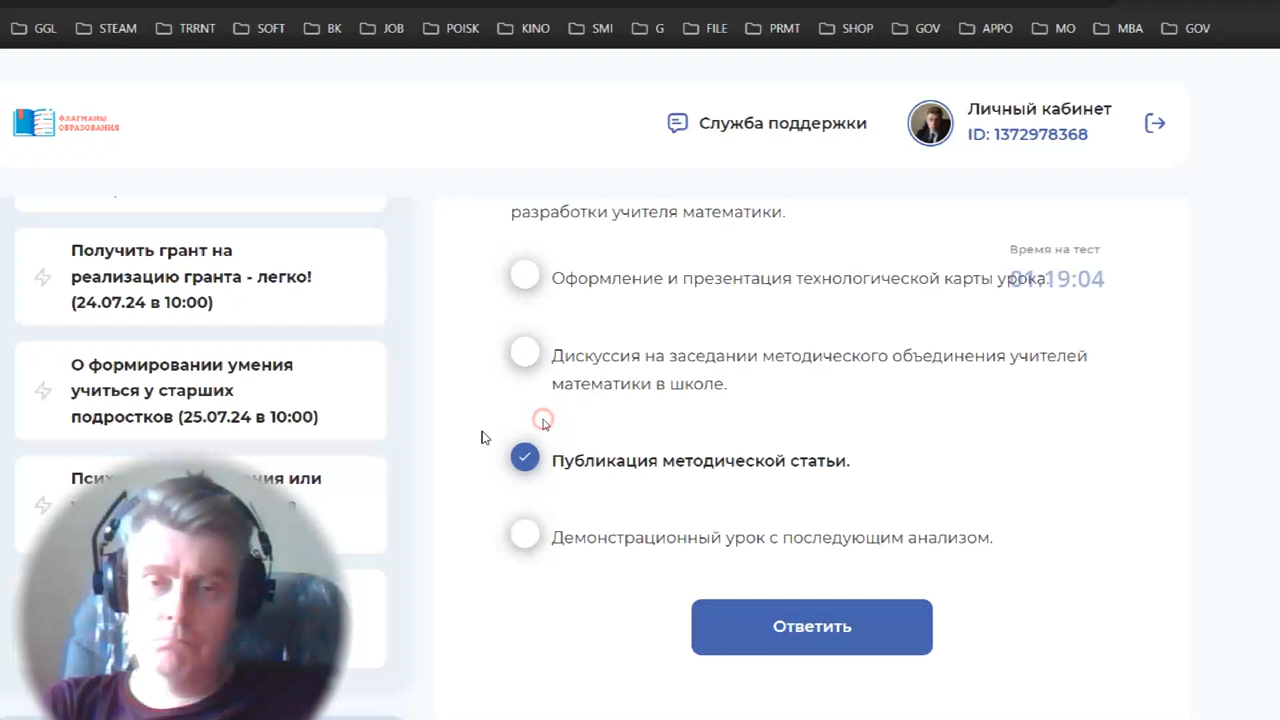 GGL STEAM TRRNT SOFT BK JOB POISK KINO SMI G FILE PRMT SHOP GOV APPO MO MBA GOV
ФЛАГМАНЫ
ОБРАЗОВАНИЯ
Служба поддержки
Личный кабинет
ID: 1372978368
Получить грант на
реализацию гранта - легко!
(24.07.24 в 10:00)
О формировании умения
учиться у старших
подростков (25.07.24 в 10:00)
разработки учителя математики.
Время на тест
01:19:04
Оформление и презентация технологической карты урока.
Дискуссия на заседании методического объединения учителей
математики в школе.
Публикация методической статьи.
Демонстрационный урок с последующим анализом.
Ответить